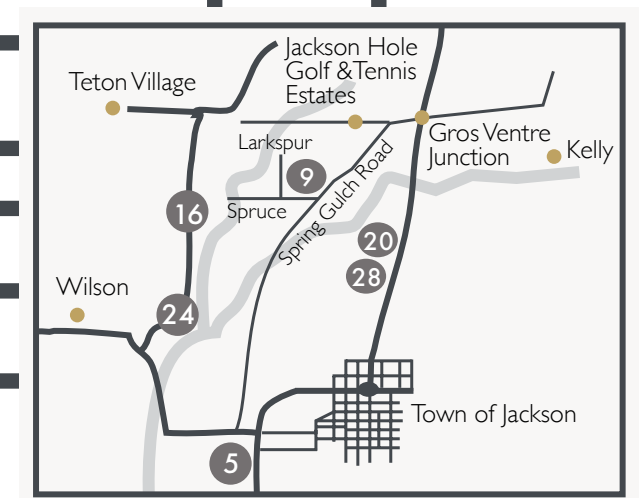 Jackson Hole
Golf & Tennis
Estates
Teton Village
Larkspur
Gros Ventre
Junction
Kelly
9
Spring Gulch Road
16
Spruce
20
28
Wilson
24
Town of Jackson
5